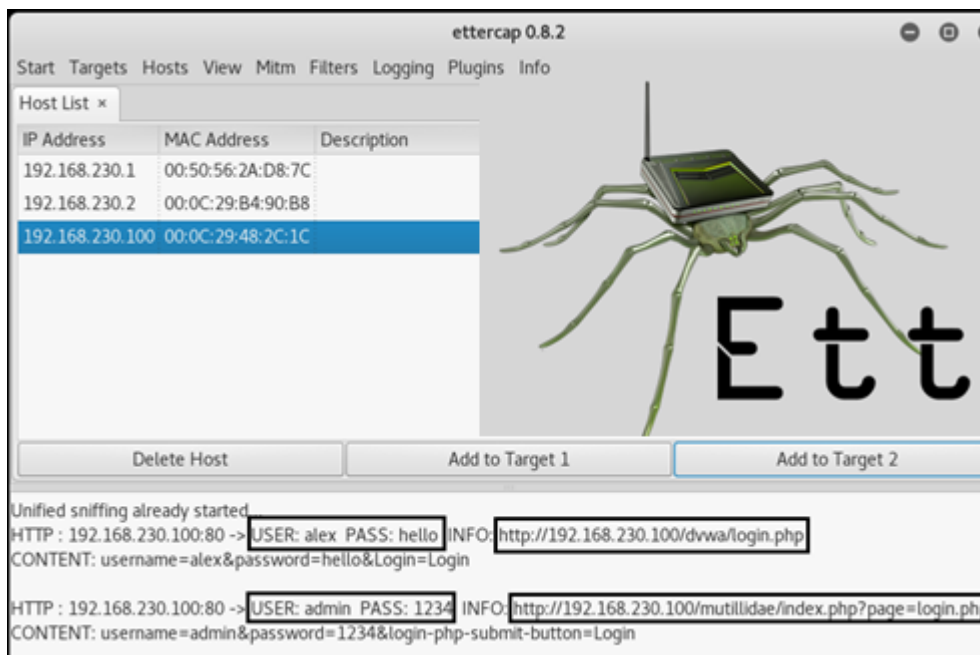 ettercap 0.8.2
Start Targets Hosts View Mitm Filters Logging Plugins Info
Host List ×
IP Address MAC Address Description
192.168.230.1 00:50:56:2A:D8:7C
192.168.230.2 00:0C:29:B4:90:B8
192.168.230.100 00:0C:29:48:2C:1C
Ett
Delete Host Add to Target 1 Add to Target 2
Unified sniffing already started...
HTTP : 192.168.230.100:80 -> USER: alex PASS: hello INFO: http://192.168.230.100/dvwa/login.php
CONTENT: username=alex&password=hello&Login=Login
HTTP : 192.168.230.100:80 -> USER: admin PASS: 1234 INFO: http://192.168.230.100/mutillidae/index.php?page=login.ph
CONTENT: username=admin&password=1234&login-php-submit-button=Login